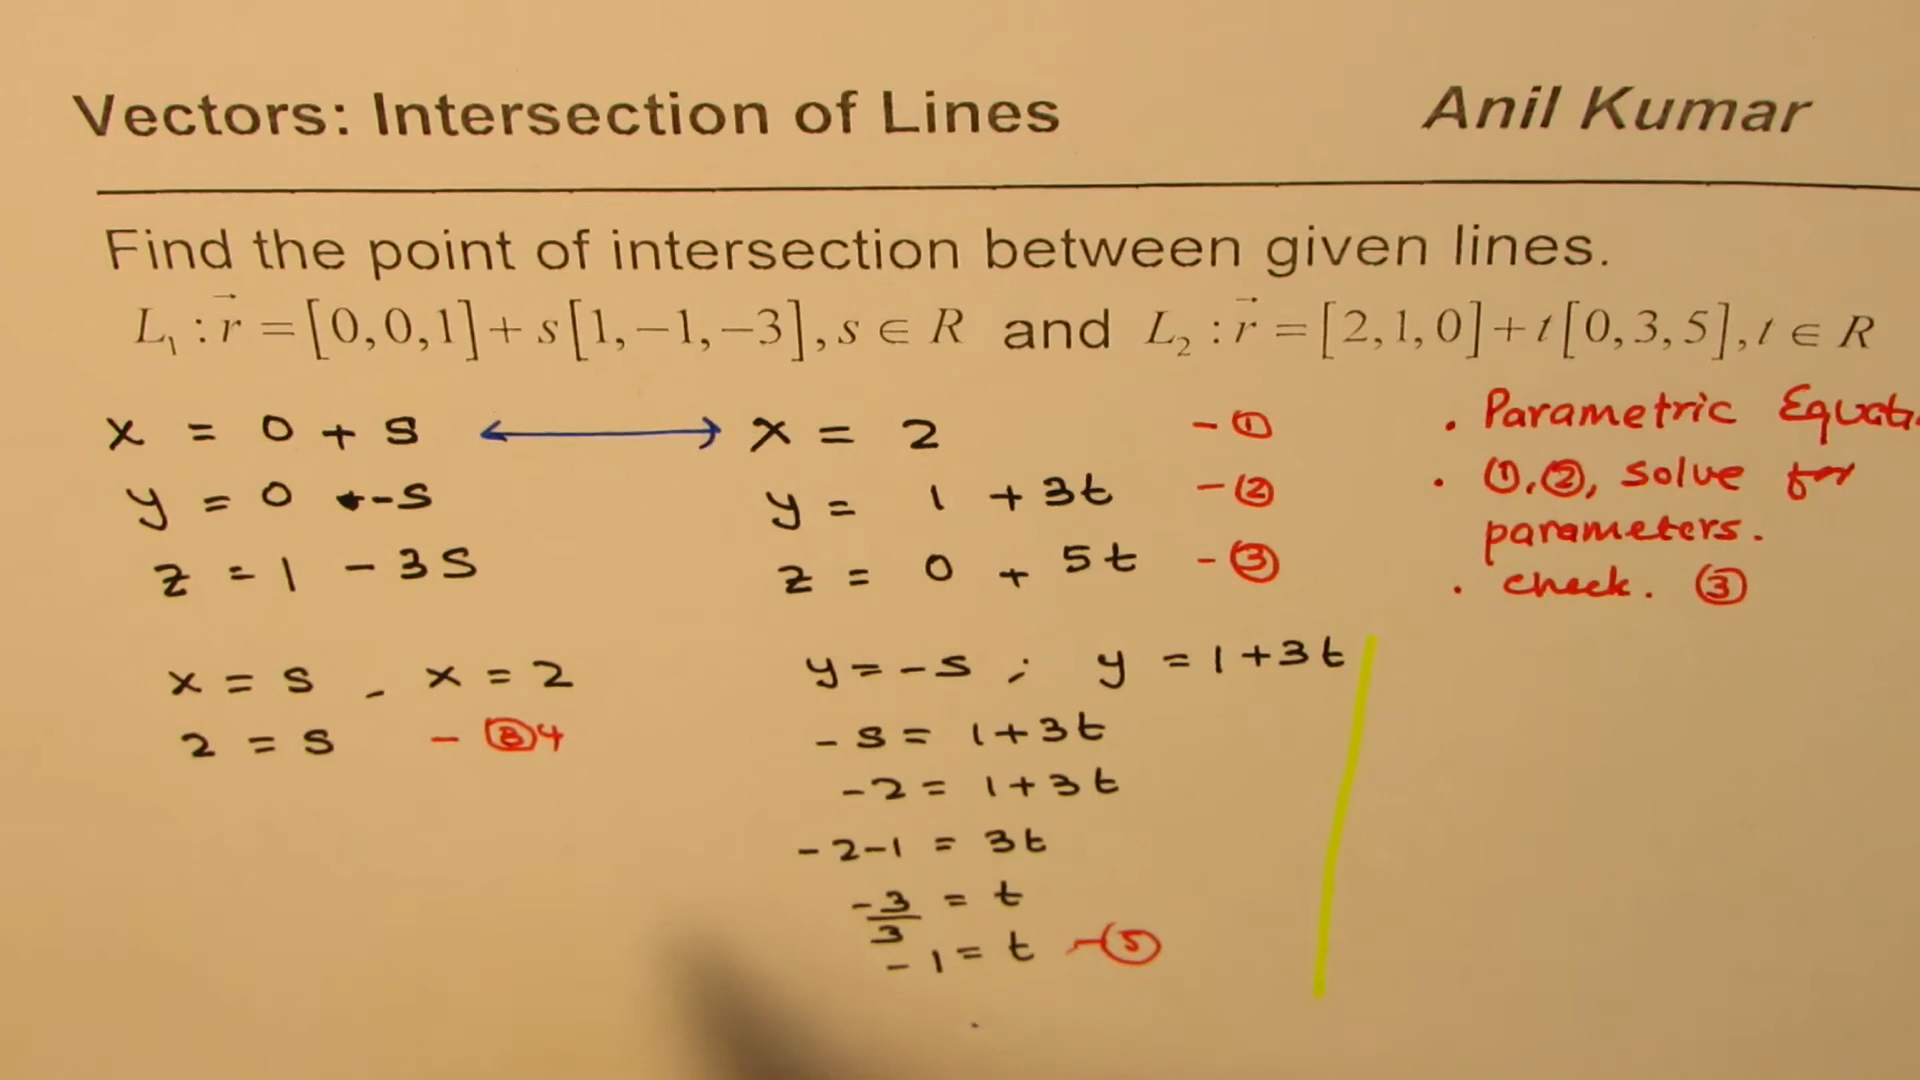 Vectors: Intersection of Lines
Anil Kumar
Find the point of intersection between given lines.
L₁ : r⃗ = [0,0,1] + s[1,−1,−3], s ∈ R and L₂ : r⃗ = [2,1,0] + t[0,3,5], t ∈ R
x = 0 + s ⟷ x = 2 - ①
y = 0 - s y = 1 + 3t - ②
z = 1 - 3s z = 0 + 5t - ③
. Parametric Equati
. ①,②, solve for
parameters.
. check. ③
x = s - x = 2
2 = s - 4
y = -s ; y = 1+3t
-s = 1+3t
-2 = 1+3t
-2-1 = 3t
-3/3 = t
-1 = t -⑤